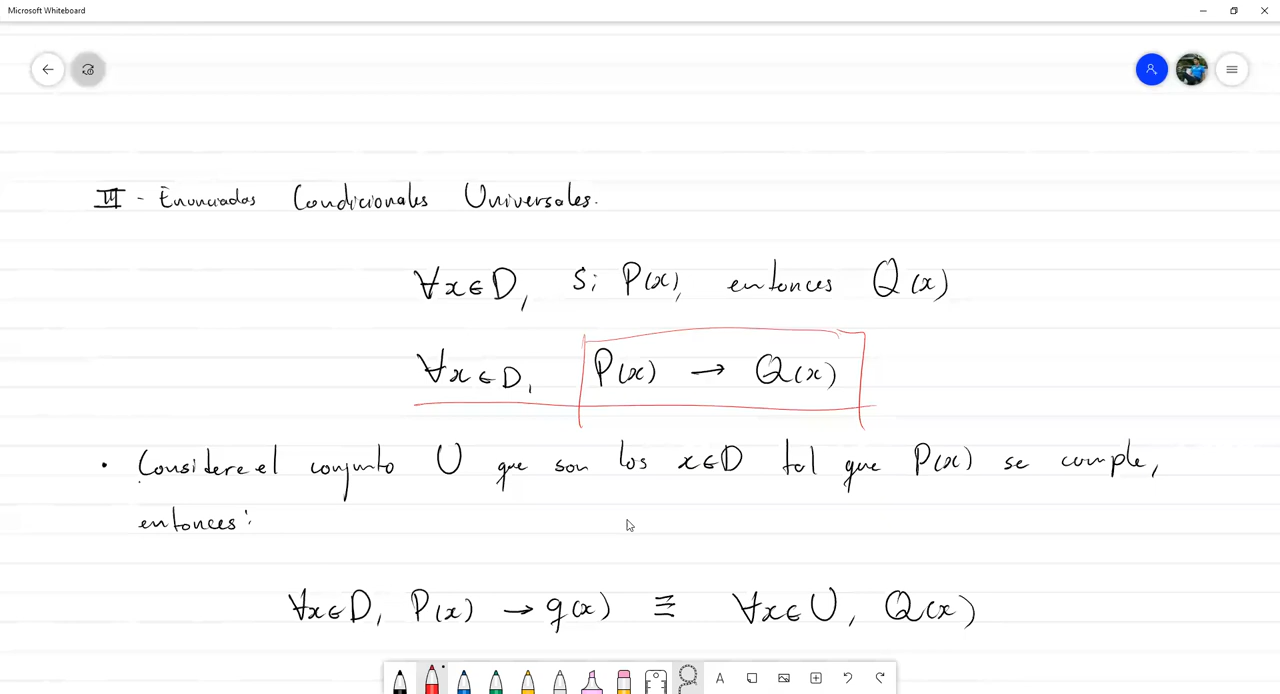 Microsoft Whiteboard
III - Enunciados Condicionales Universales.
∀x∈D, Si P(x), entonces Q(x)
∀x∈D, P(x) → Q(x)
• Considere el conjunto U que son los x∈D tal que P(x) se cumple,
entonces:
∀x∈D, P(x) → q(x) ≡ ∀x∈U, Q(x)
A